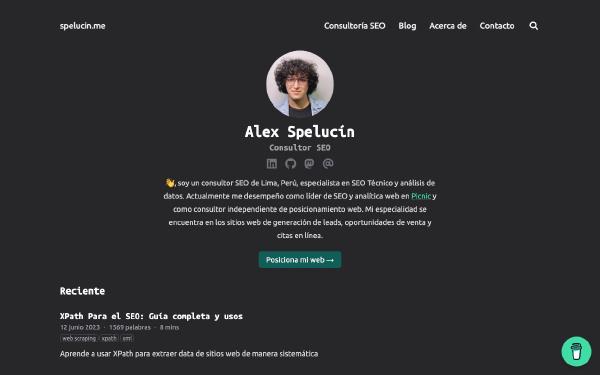 spelucin.me
Consultoría SEO Blog Acerca de Contacto
Alex Spelucín
Consultor SEO
👋, soy un consultor SEO de Lima, Perú, especialista en SEO Técnico y análisis de
datos. Actualmente me desempeño como líder de SEO y analítica web en Picnic y
como consultor independiente de posicionamiento web. Mi especialidad se
encuentra en los sitios web de generación de leads, oportunidades de venta y
citas en línea.
Posiciona mi web →
Reciente
XPath Para el SEO: Guía completa y usos
12 junio 2023 · 1569 palabras · 8 mins
web scraping xpath xml
Aprende a usar XPath para extraer data de sitios web de manera sistemática